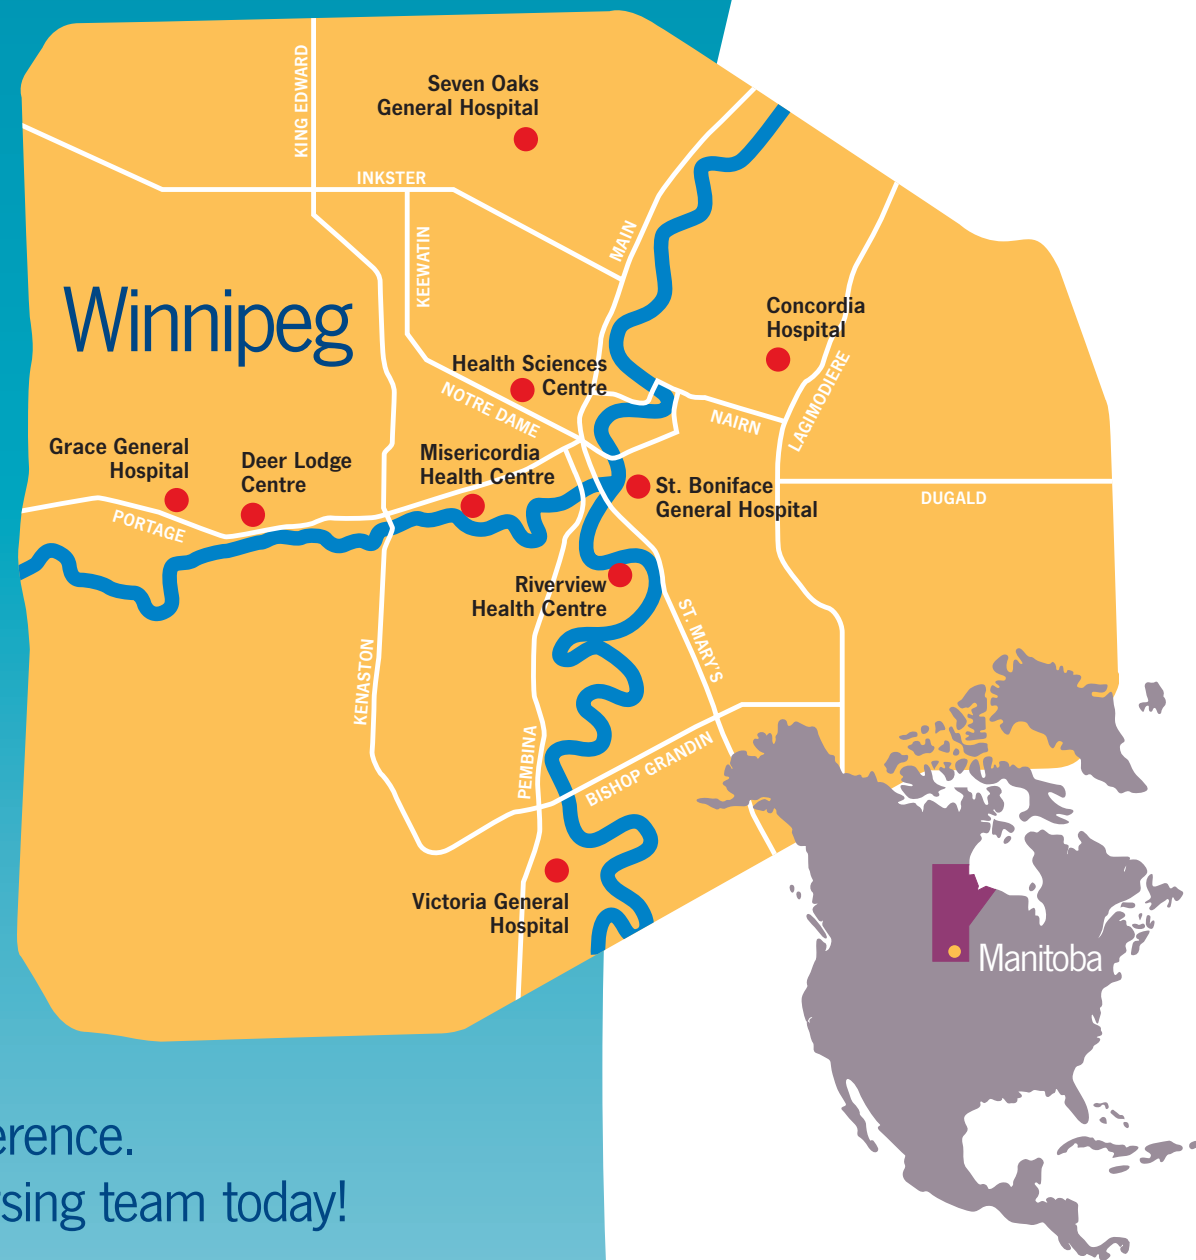 KING EDWARD
Seven Oaks
General Hospital
INKSTER
KEEWATIN
MAIN
Winnipeg
Concordia
Hospital
LAGIMODIERE
Health Sciences
Centre
NOTRE DAME
NAIRN
Grace General
Hospital
Deer Lodge
Centre
Misericordia
Health Centre
St. Boniface
General Hospital
DUGALD
PORTAGE
Riverview
Health Centre
ST. MARY'S
KENASTON
PEMBINA
BISHOP GRANDIN
Victoria General
Hospital
Manitoba
erence.
sing team today!